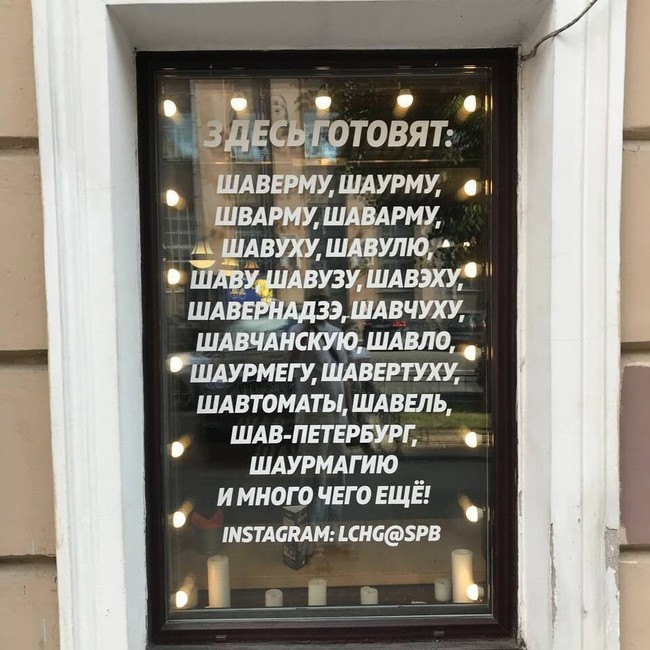 ЗДЕСЬ ГОТОВЯТ:
ШАВЕРМУ, ШАУРМУ,
ШВАРМУ, ШАВАРМУ,
ШАВУХУ, ШАВУЛЮ,
ШАВУ, ШАВУЗУ, ШАВЭХУ,
ШАВЕРНАДЗЭ, ШАВЧУХУ,
ШАВЧАНСКУЮ, ШАВЛО,
ШАУРМЕГУ, ШАВЕРТУХУ,
ШАВТОМАТЫ, ШАВЕЛЬ,
ШАВ-ПЕТЕРБУРГ,
ШАУРМАГИЮ
И МНОГО ЧЕГО ЕЩЁ!
INSTAGRAM: LCHG@SPB